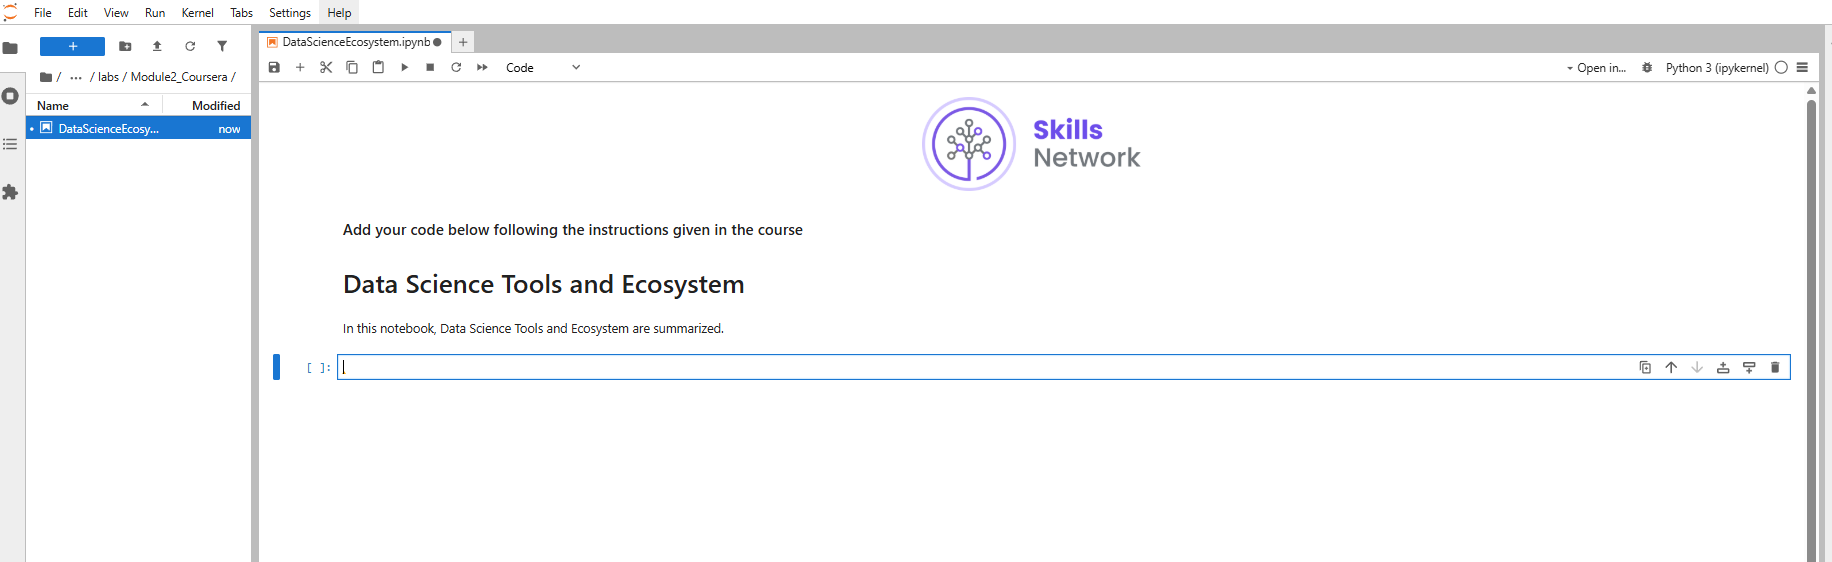 File Edit View Run Kernel Tabs Settings Help
DataScienceEcosystem.ipynb
Code
Open in...
Python 3 (ipykernel)
/ ... / labs / Module2_Coursera /
Name Modified
DataScienceEcosy... now
Skills
Network
Add your code below following the instructions given in the course
Data Science Tools and Ecosystem
In this notebook, Data Science Tools and Ecosystem are summarized.
[ ]: